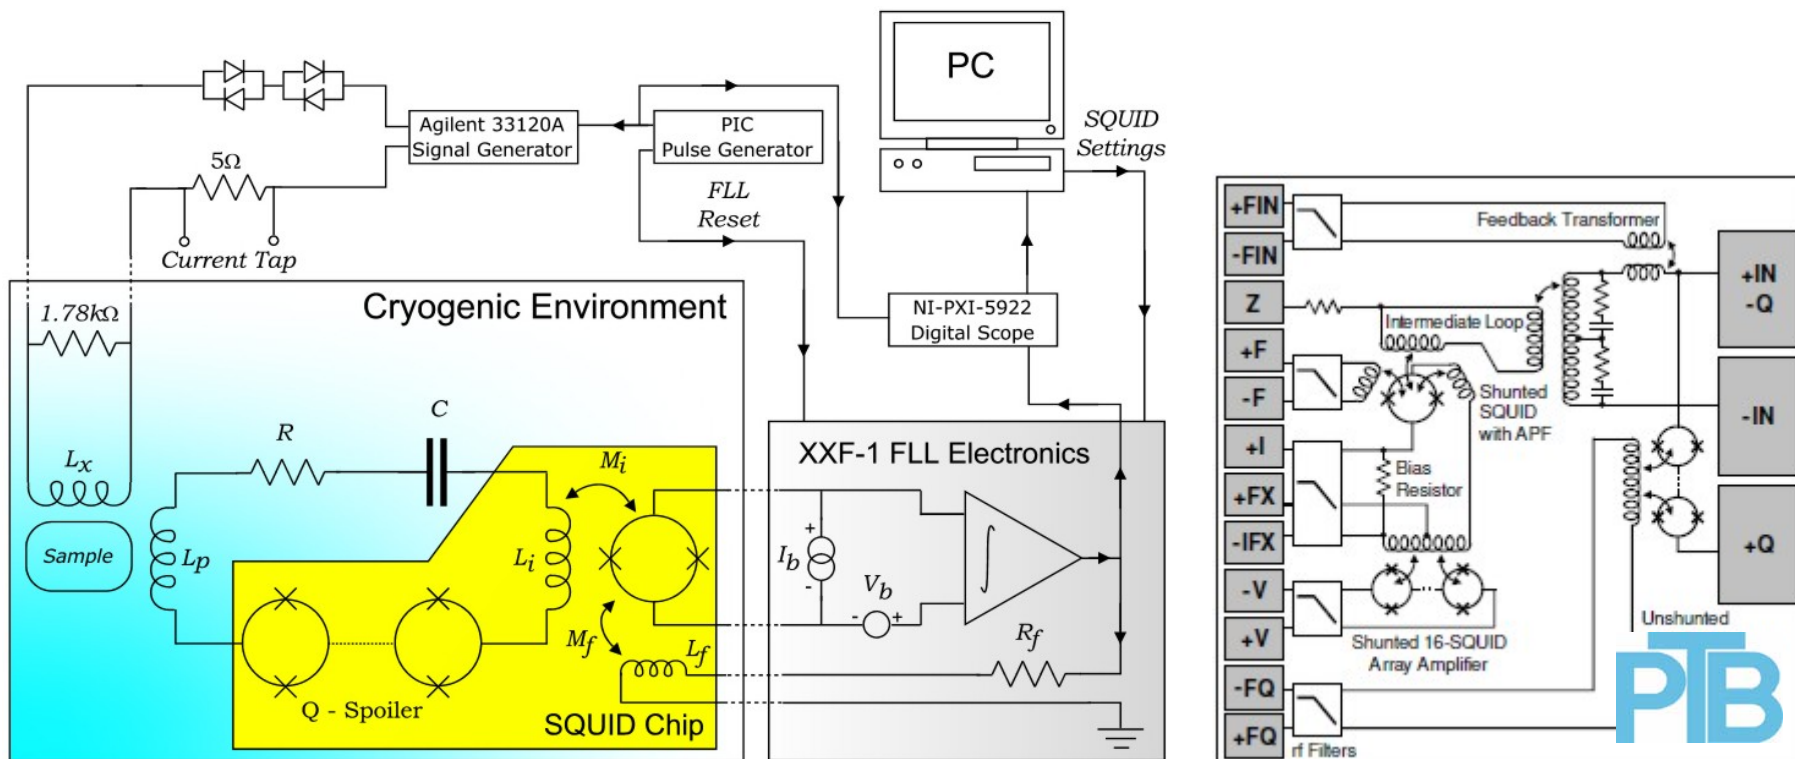 PC
Agilent 33120A
Signal Generator
PIC
Pulse Generator
SQUID
Settings
5Ω
FLL
Reset
Current Tap
Cryogenic Environment
1.78kΩ
NI-PXI-5922
Digital Scope
C
R
Lx
Mi
XXF-1 FLL Electronics
Sample
Lp
Li
+
Ib
-
Vb
-
+
Mf
Lf
Rf
Q - Spoiler
SQUID Chip
+FIN
-FIN
Z
+F
-F
+I
+FX
-IFX
-V
+V
-FQ
+FQ
Feedback Transformer
Intermediate Loop
Shunted
SQUID
with APF
Bias
Resistor
Shunted 16-SQUID
Array Amplifier
rf Filters
+IN
-Q
-IN
+Q
Unshunted
PTB